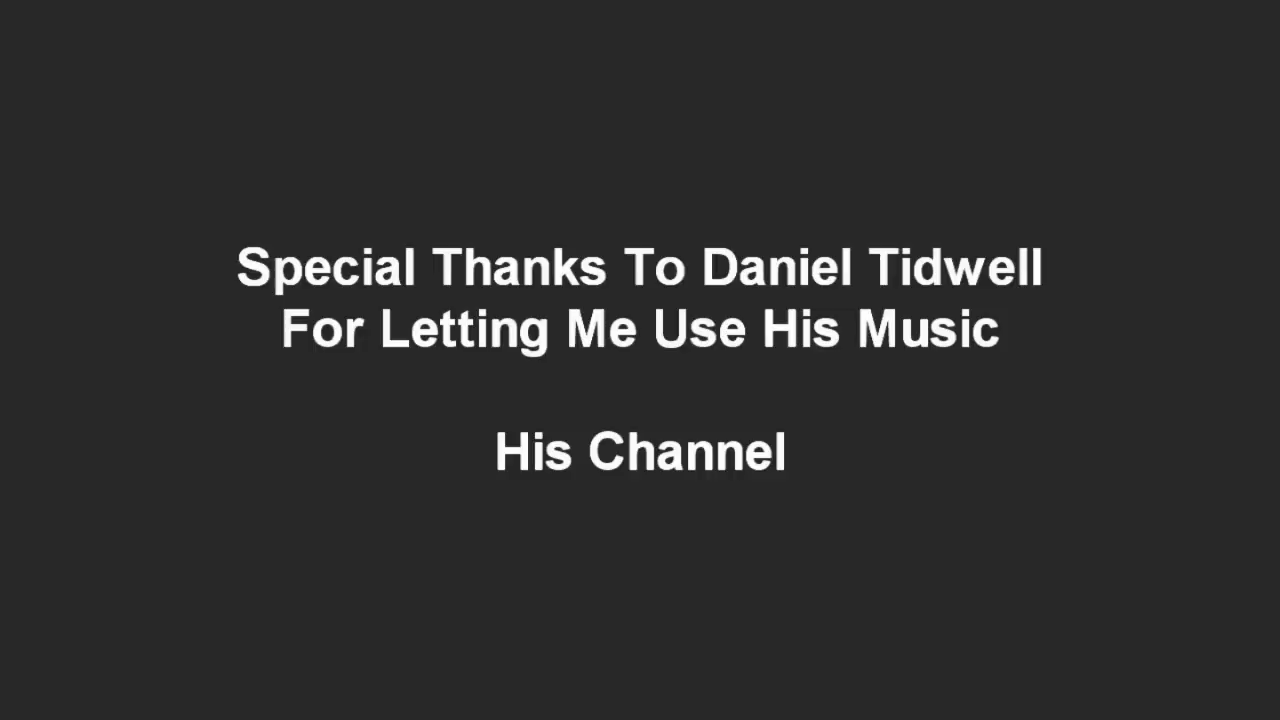 Special Thanks To Daniel Tidwell
For Letting Me Use His Music
His Channel